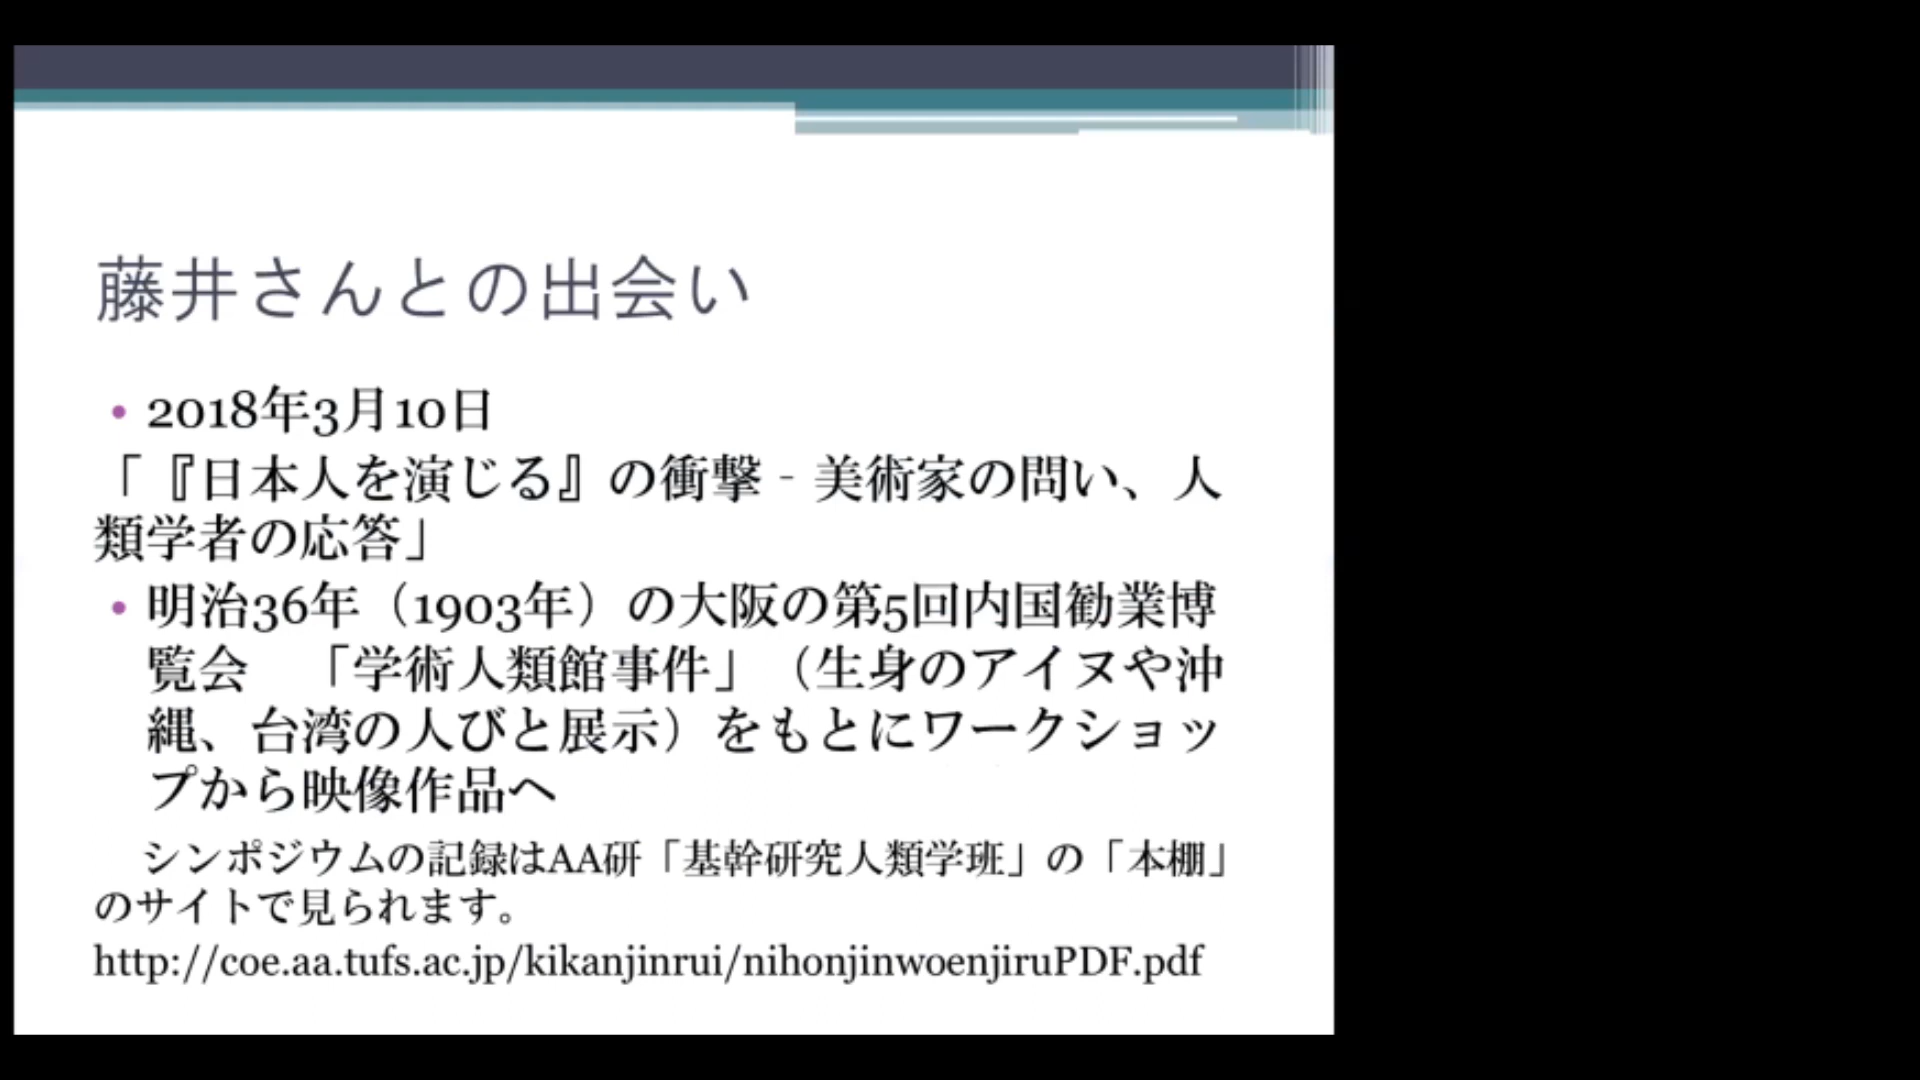 藤井さんとの出会い
• 2018年3月10日
「『日本人を演じる』の衝撃‐美術家の問い、人
類学者の応答」
• 明治36年（1903年）の大阪の第5回内国勧業博
覧会　「学術人類館事件」（生身のアイヌや沖
縄、台湾の人びと展示）をもとにワークショッ
プから映像作品へ
シンポジウムの記録はAA研「基幹研究人類学班」の「本棚」
のサイトで見られます。
http://coe.aa.tufs.ac.jp/kikanjinrui/nihonjinwoenjiruPDF.pdf